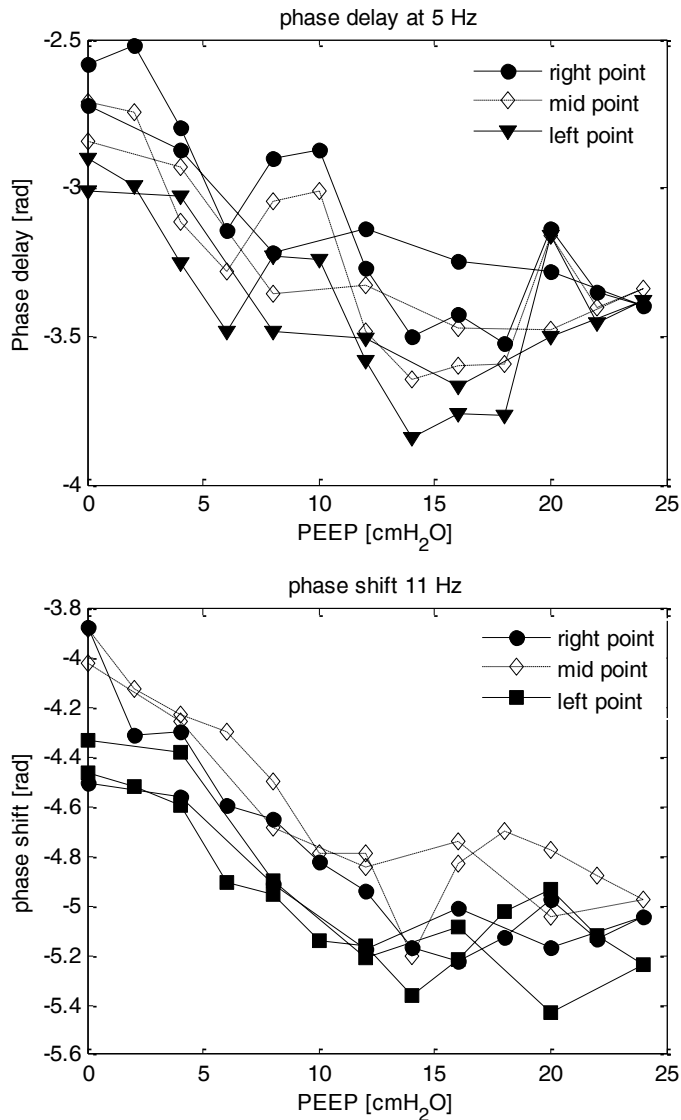 phase delay at 5 Hz
-2.5
-3
-3.5
-4
Phase delay [rad]
right point
mid point
left point
0 5 10 15 20 25
PEEP [cmH₂O]
phase shift 11 Hz
-3.8
-4
-4.2
-4.4
-4.6
-4.8
-5
-5.2
-5.4
-5.6
phase shift [rad]
right point
mid point
left point
0 5 10 15 20 25
PEEP [cmH₂O]